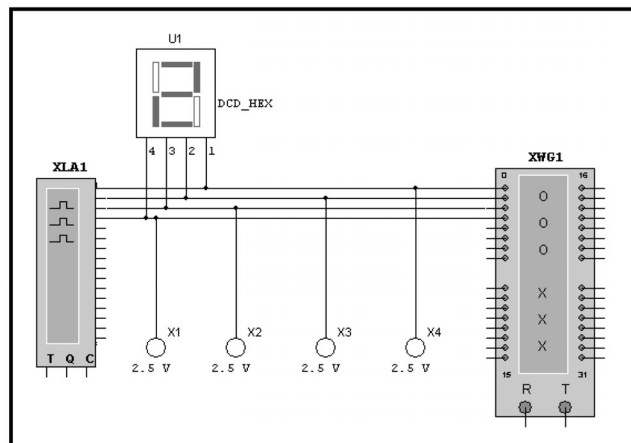 U1
DCD_HEX
4 3 2 1
XLA1
XWG1
0 16
O
O
O
X1 X2 X3 X4
2.5 V 2.5 V 2.5 V 2.5 V
X
X
X
T Q C
15 31
R T